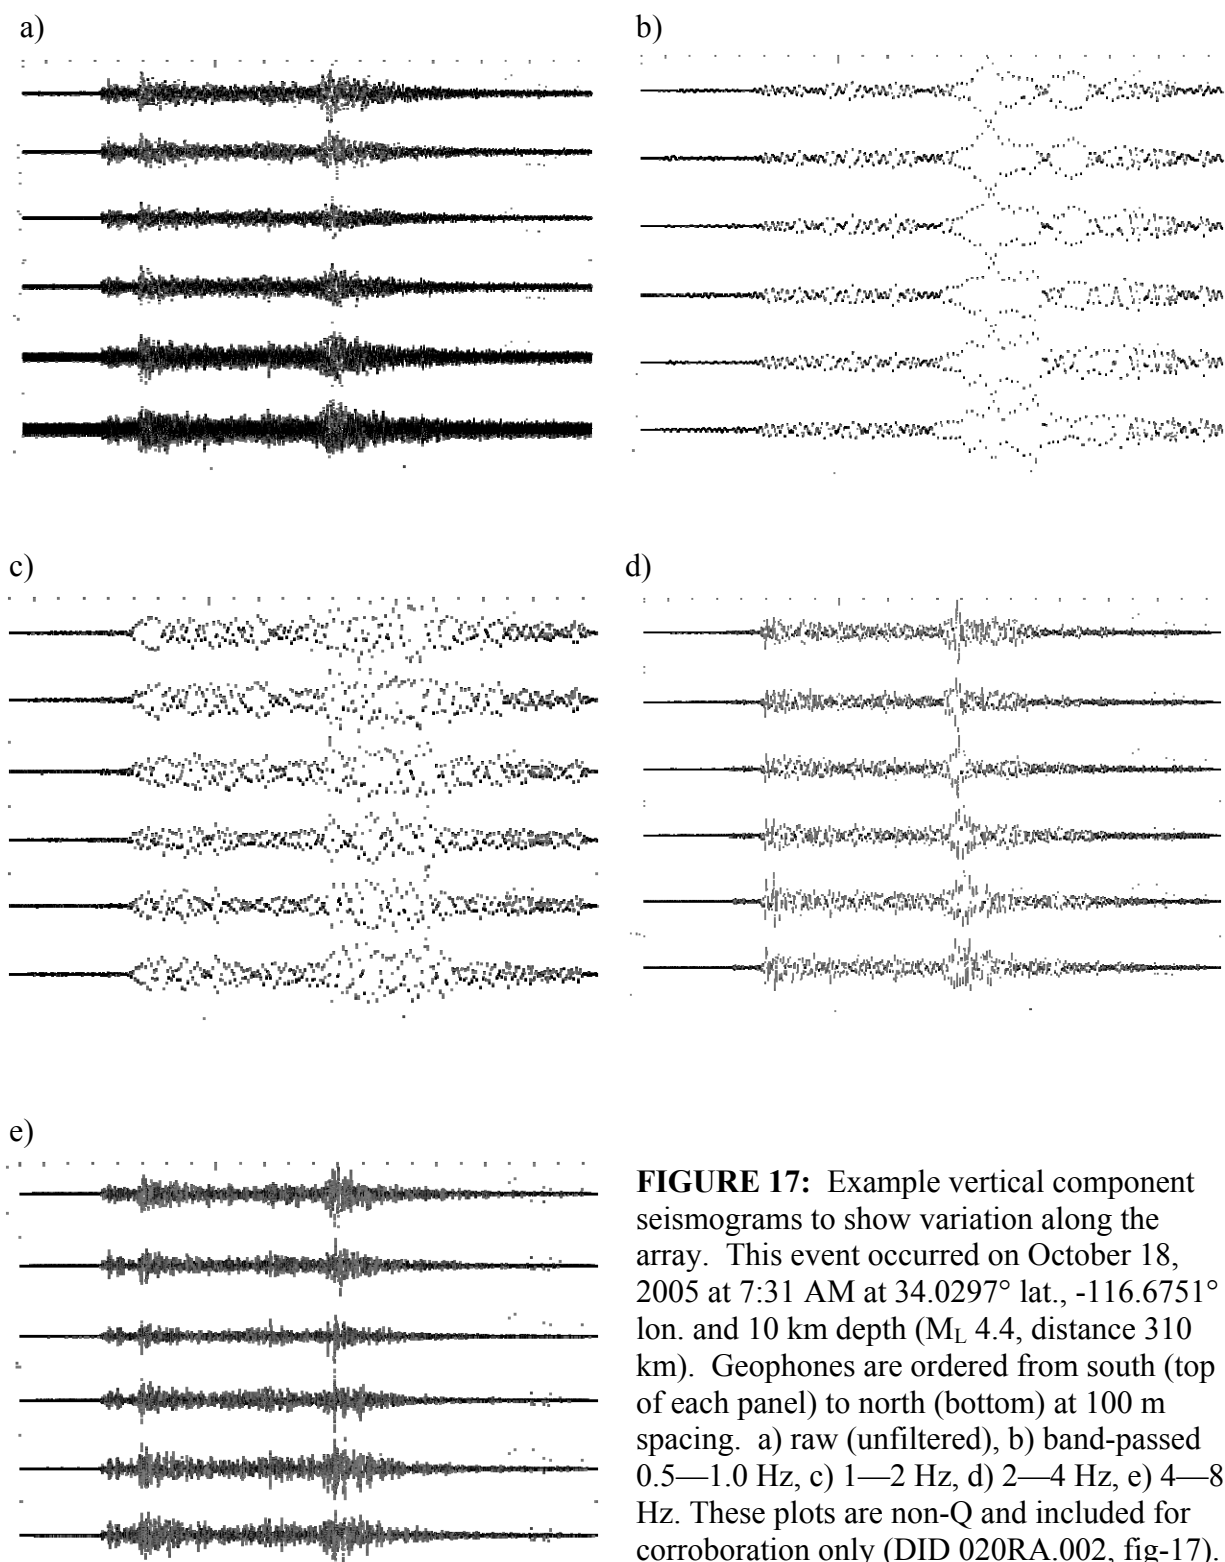 a)
b)
c)
d)
e)
FIGURE 17: Example vertical component
seismograms to show variation along the
array. This event occurred on October 18,
2005 at 7:31 AM at 34.0297° lat., -116.6751°
lon. and 10 km depth (ML 4.4, distance 310
km). Geophones are ordered from south (top
of each panel) to north (bottom) at 100 m
spacing. a) raw (unfiltered), b) band-passed
0.5—1.0 Hz, c) 1—2 Hz, d) 2—4 Hz, e) 4—8
Hz. These plots are non-Q and included for
corroboration only (DID 020RA.002, fig-17).